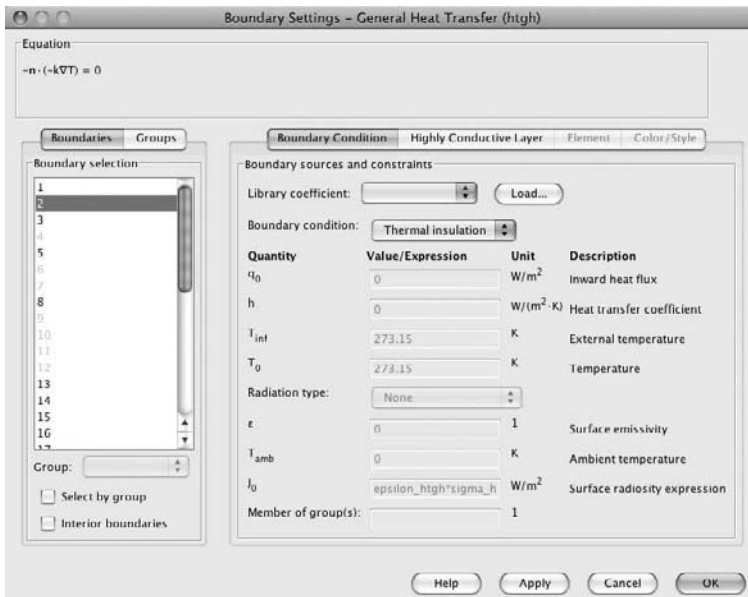 Boundary Settings – General Heat Transfer (htgh)
Equation
-n·(-k∇T) = 0
Boundaries Groups
Boundary selection
1
2
3
4
5
6
7
8
9
10
11
12
13
14
15
16
17
Group:
Select by group
Interior boundaries
Boundary Condition Highly Conductive Layer Element Color/Style
Boundary sources and constraints
Library coefficient: Load...
Boundary condition: Thermal insulation
Quantity Value/Expression Unit Description
q0 0 W/m² Inward heat flux
h 0 W/(m²·K) Heat transfer coefficient
Tinf 273.15 K External temperature
T0 273.15 K Temperature
Radiation type: None
ε 0 1 Surface emissivity
Tamb 0 K Ambient temperature
J0 epsilon_htgh*sigma_h W/m² Surface radiosity expression
Member of group(s): 1
Help Apply Cancel OK